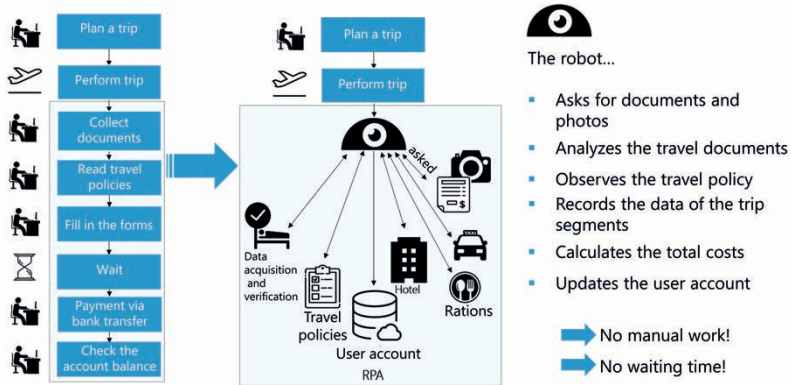 Plan a trip
Perform trip
Collect
documents
Read travel
policies
Fill in the forms
Wait
Payment via
bank transfer
Check the
account balance
Plan a trip
Perform trip
asked
$
Data
acquisition
and
verification
Travel
policies
User account
Hotel
Rations
RPA
The robot...
▪ Asks for documents and
photos
▪ Analyzes the travel documents
▪ Observes the travel policy
▪ Records the data of the trip
segments
▪ Calculates the total costs
▪ Updates the user account
No manual work!
No waiting time!